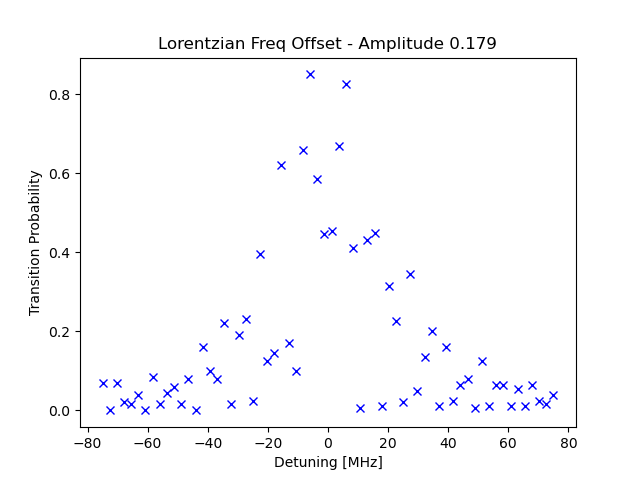 Lorentzian Freq Offset - Amplitude 0.179
Transition Probability
0.8
0.6
0.4
0.2
0.0
−80 −60 −40 −20 0 20 40 60 80
Detuning [MHz]